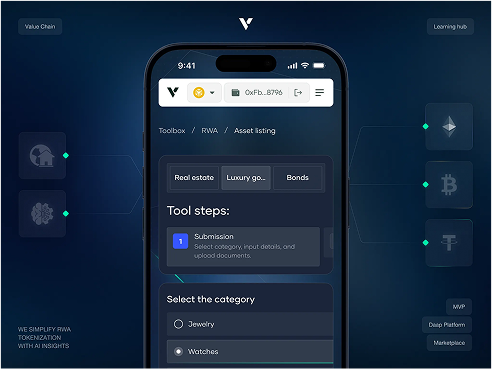 Value Chain
Learning hub
9:41
0xFb...8796
Toolbox / RWA / Asset listing
Real estate
Luxury go...
Bonds
Tool steps:
1
Submission
Select category, input details, and
upload documents.
Select the category
Jewelry
Watches
WE SIMPLIFY RWA
TOKENIZATION
WITH AI INSIGHTS
MVP
Daap Platform
Marketplace